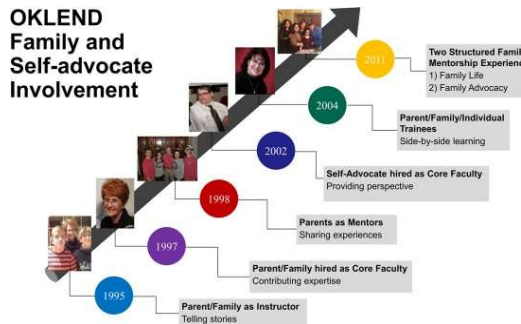 OKLEND
Family and
Self-advocate
Involvement
2011
Two Structured Family
Mentorship Experience
1) Family Life
2) Family Advocacy
2004
Parent/Family/Individual
Trainees
Side-by-side learning
2002
Self-Advocate hired as Core Faculty
Providing perspective
1998
Parents as Mentors
Sharing experiences
1997
Parent/Family hired as Core Faculty
Contributing expertise
1995
Parent/Family as Instructor
Telling stories